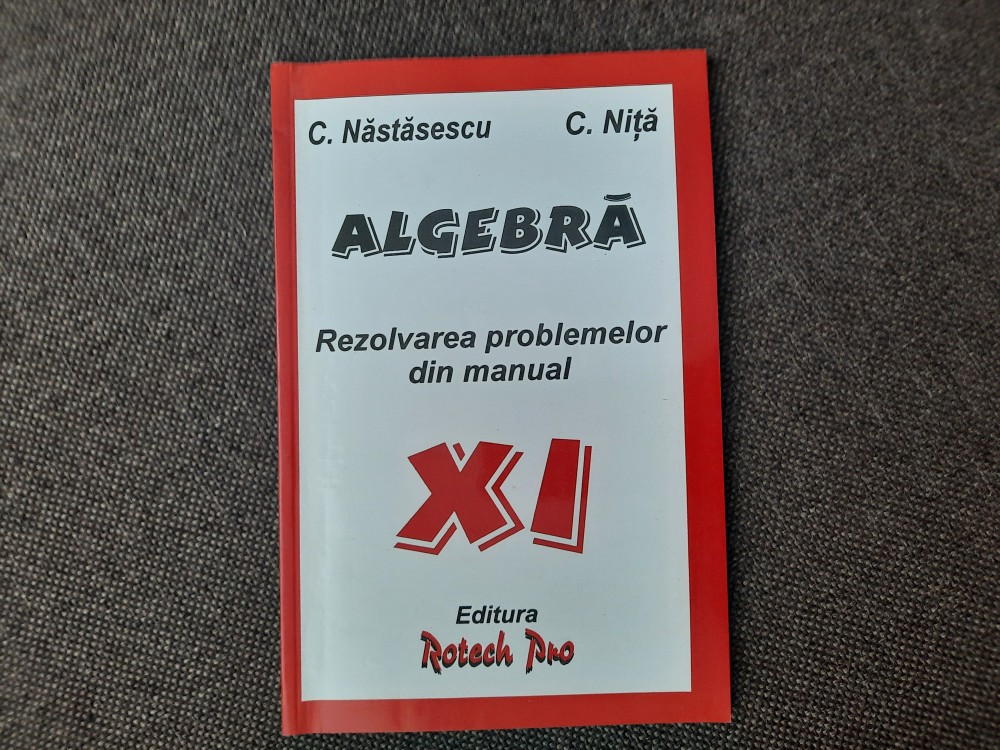 C. Năstăsescu C. Niță
ALGEBRĂ
Rezolvarea problemelor
din manual
XI
Editura
Rotech Pro